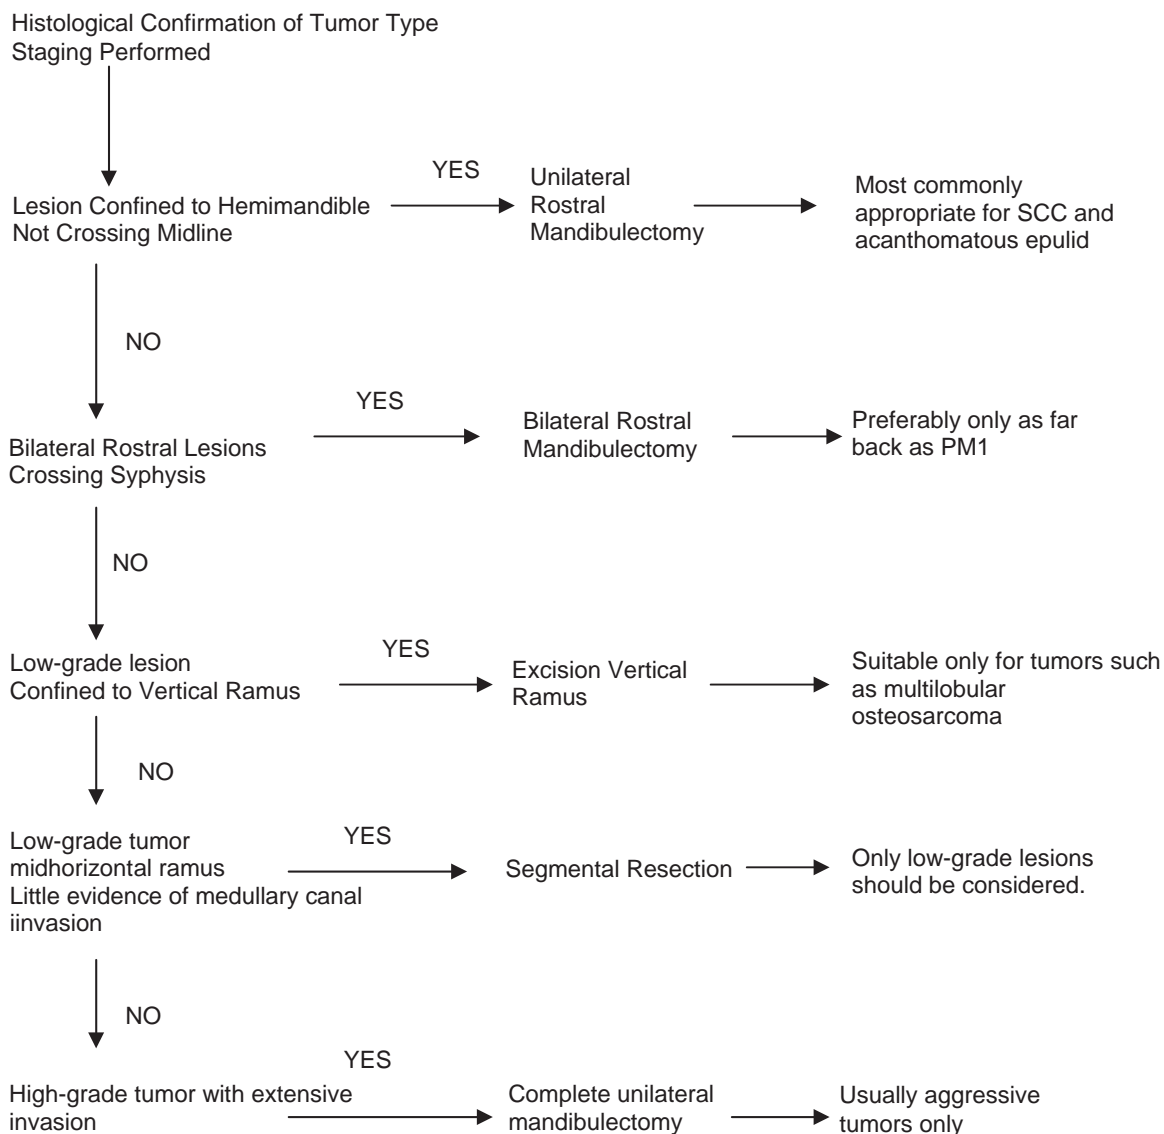 Histological Confirmation of Tumor Type
Staging Performed
YES
Lesion Confined to Hemimandible
Not Crossing Midline
Unilateral
Rostral
Mandibulectomy
Most commonly
appropriate for SCC and
acanthomatous epulid
NO
YES
Bilateral Rostral Lesions
Crossing Syphysis
Bilateral Rostral
Mandibulectomy
Preferably only as far
back as PM1
NO
YES
Low-grade lesion
Confined to Vertical Ramus
Excision Vertical
Ramus
Suitable only for tumors such
as multilobular
osteosarcoma
NO
YES
Low-grade tumor
midhorizontal ramus
Little evidence of medullary canal
iinvasion
Segmental Resection
Only low-grade lesions
should be considered.
NO
YES
High-grade tumor with extensive
invasion
Complete unilateral
mandibulectomy
Usually aggressive
tumors only